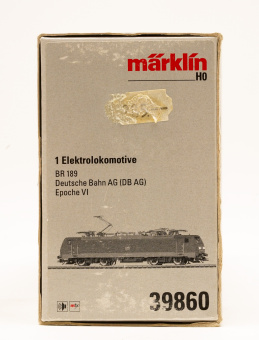 märklin
H0
1 Elektrolokomotive
BR 189
Deutsche Bahn AG (DB AG)
Epoche VI
39860